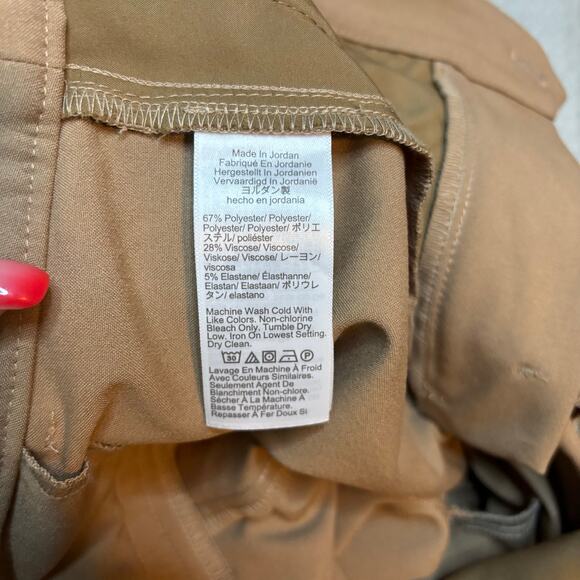 Made In Jordan
Fabriqué En Jordanie
Hergestellt In Jordanien
Vervaardigd In Jordanië
ヨルダン製
hecho en jordania
67% Polyester/ Polyester/
Polyester/ Polyester/ ポリエ
ステル/ poliéster
28% Viscose/ Viscose/
Viskose/ Viscose/ レーヨン/
viscosa
5% Elastane/ Élasthanne/
Elastan/ Elastaan/ ポリウレ
タン/ elastano
Machine Wash Cold With
Like Colors. Non-chlorine
Bleach Only. Tumble Dry
Low. Iron On Lowest Setting.
Dry Clean.
30 P
Lavage En Machine À Froid
Avec Couleurs Similaires.
Seulement Agent De
Blanchiment Non-chlore.
Sécher À La Machine À
Basse Température.
Repasser À Fer Doux Si